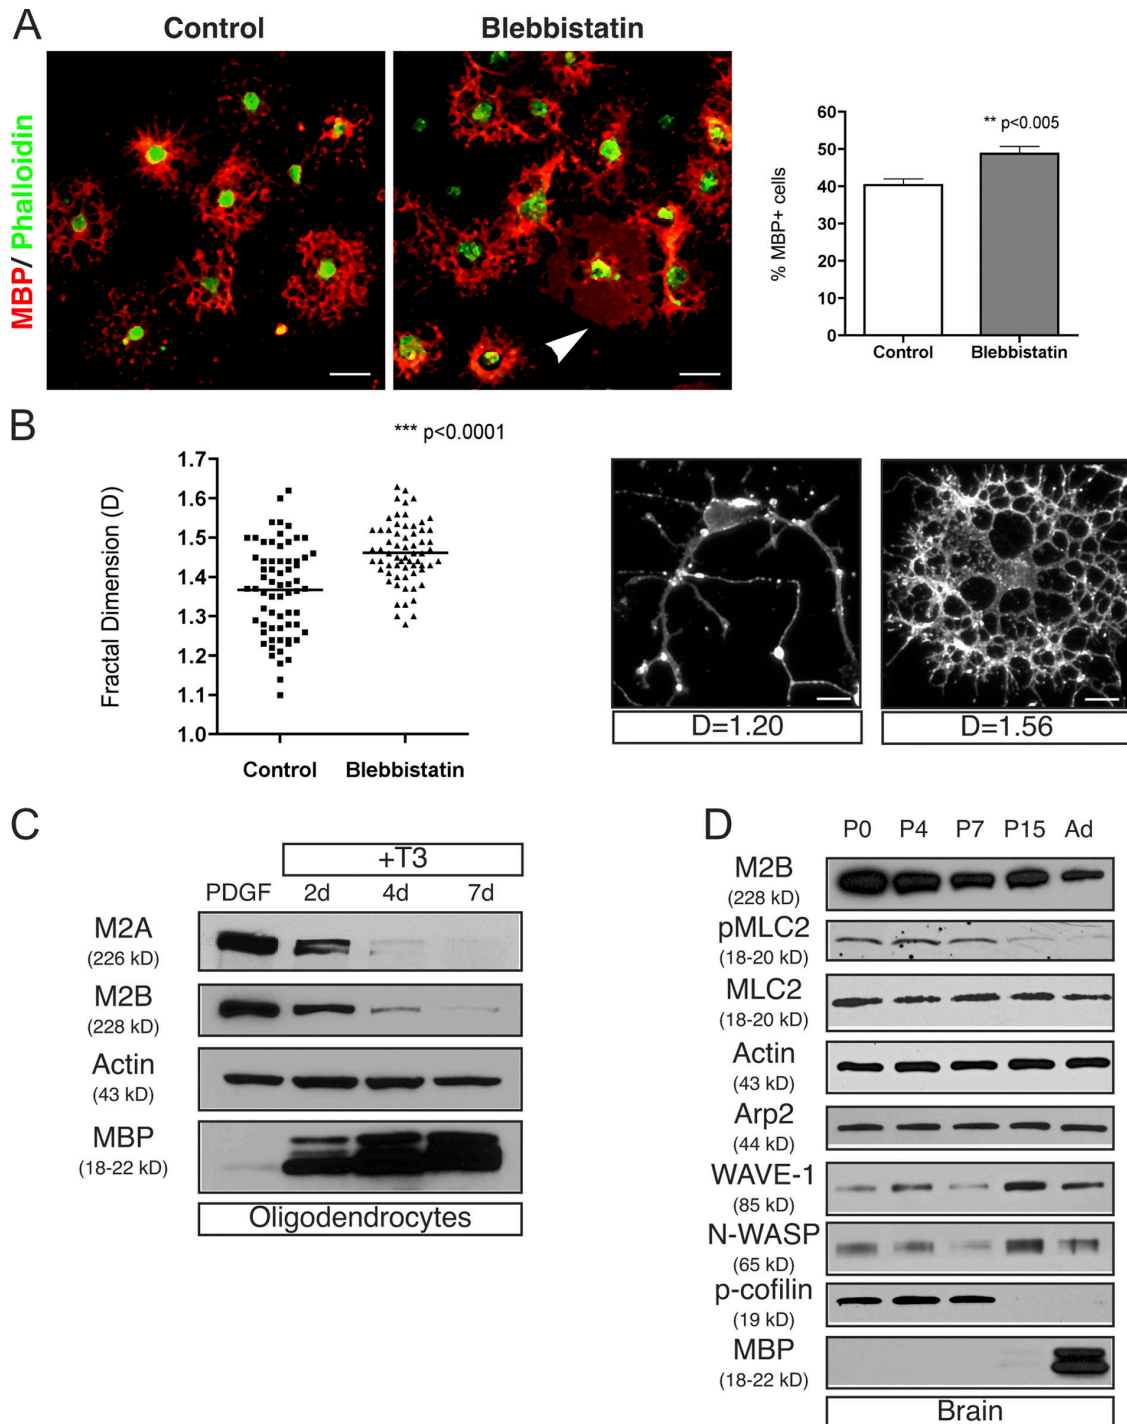 A
Control
Blebbistatin
MBP/ Phalloidin
60
50
40
30
20
10
0
% MBP+ cells
** p<0.005
Control
Blebbistatin
B
*** p<0.0001
1.7
1.6
1.5
1.4
1.3
1.2
1.1
1.0
Fractal Dimension (D)
Control
Blebbistatin
D=1.20
D=1.56
C
+T3
PDGF 2d 4d 7d
M2A
(226 kD)
M2B
(228 kD)
Actin
(43 kD)
MBP
(18-22 kD)
Oligodendrocytes
D
P0 P4 P7 P15 Ad
M2B
(228 kD)
pMLC2
(18-20 kD)
MLC2
(18-20 kD)
Actin
(43 kD)
Arp2
(44 kD)
WAVE-1
(85 kD)
N-WASP
(65 kD)
p-cofilin
(19 kD)
MBP
(18-22 kD)
Brain